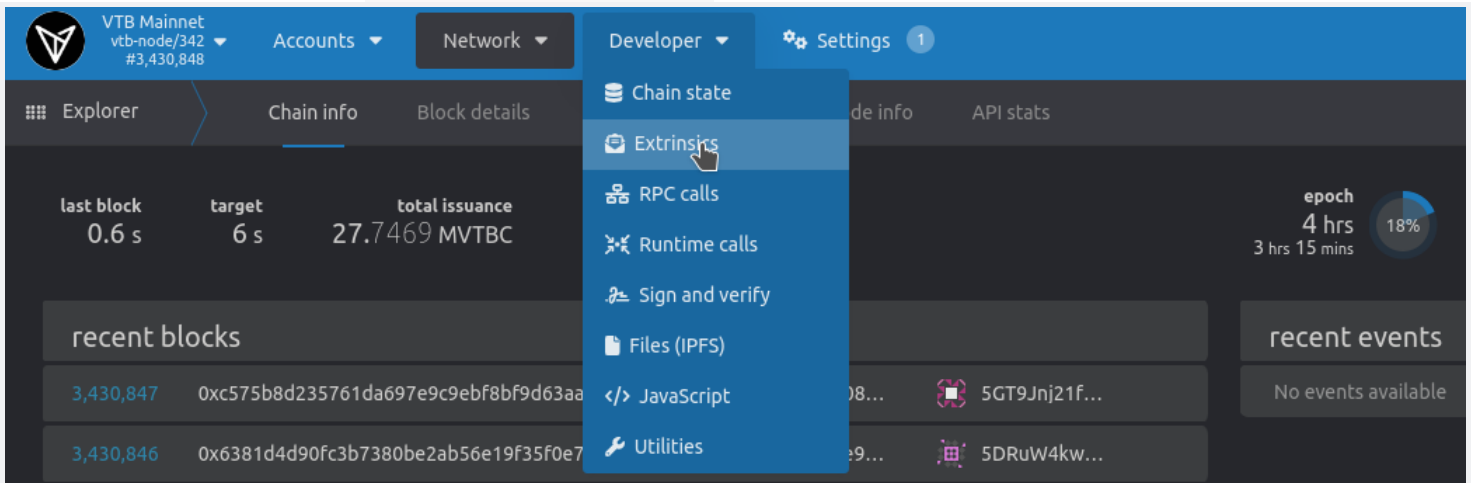 VTB Mainnet
vtb-node/342
#3,430,848
Accounts
Network
Developer
Settings 1
Explorer
Chain info
Block details
de info
API stats
Chain state
Extrinsics
RPC calls
Runtime calls
Sign and verify
Files (IPFS)
JavaScript
Utilities
last block
0.6 s
target
6 s
total issuance
27.7469 MVTBC
epoch
4 hrs
3 hrs 15 mins
18%
recent blocks
3,430,847 0xc575b8d235761da697e9c9ebf8bf9d63aa 08... 5GT9Jnj21f...
3,430,846 0x6381d4d90fc3b7380be2ab56e19f35f0e7 e9... 5DRuW4kw...
recent events
No events available